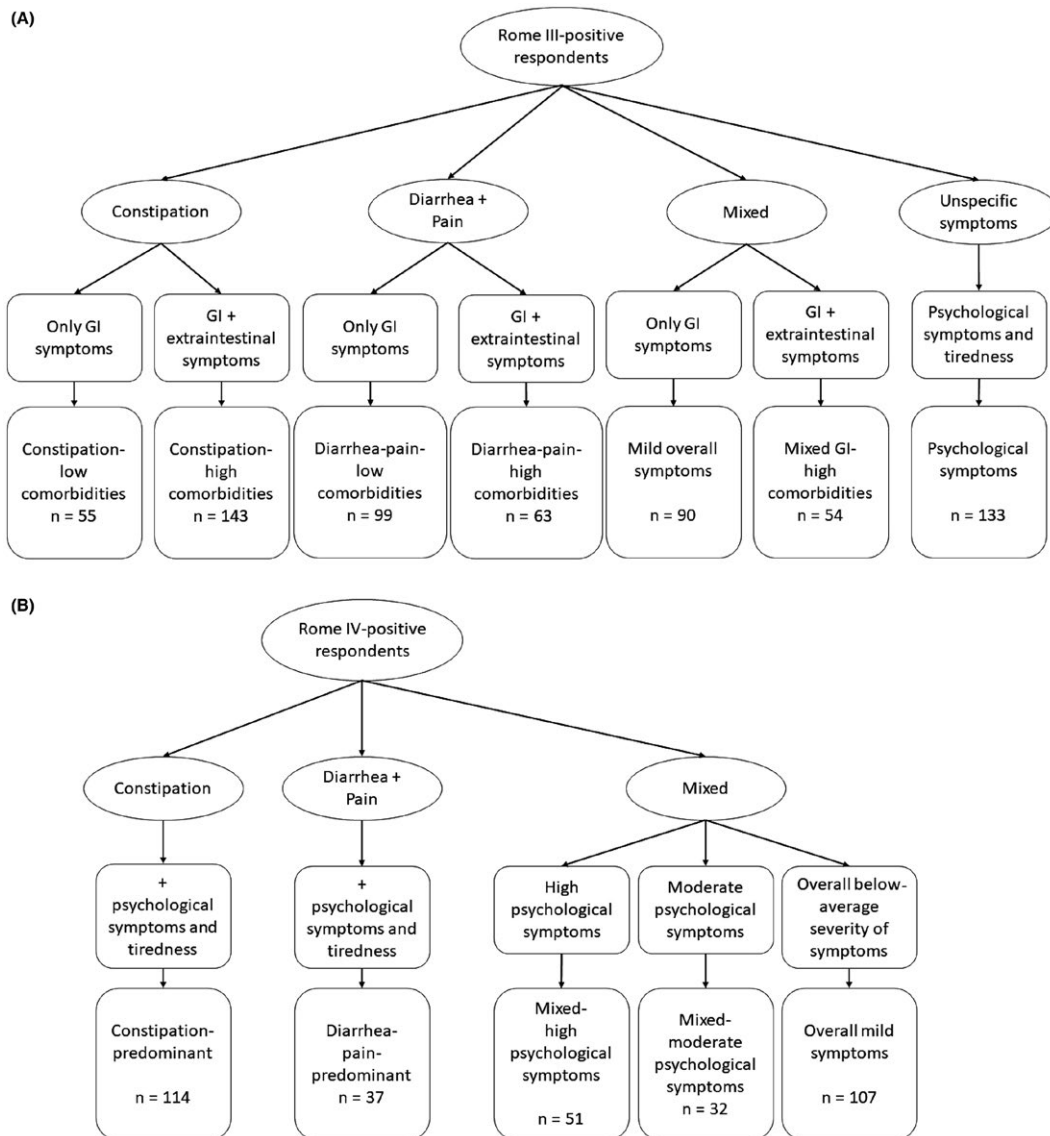 (A)
Rome III-positive
respondents
Constipation
Diarrhea +
Pain
Mixed
Unspecific
symptoms
Only GI
symptoms
GI +
extraintestinal
symptoms
Only GI
symptoms
GI +
extraintestinal
symptoms
Only GI
symptoms
GI +
extraintestinal
symptoms
Psychological
symptoms and
tiredness
Constipation-
low
comorbidities
n = 55
Constipation-
high
comorbidities
n = 143
Diarrhea-pain-
low
comorbidities
n = 99
Diarrhea-pain-
high
comorbidities
n = 63
Mild overall
symptoms
n = 90
Mixed GI-
high
comorbidities
n = 54
Psychological
symptoms
n = 133
(B)
Rome IV-positive
respondents
Constipation
Diarrhea +
Pain
Mixed
+
psychological
symptoms and
tiredness
+
psychological
symptoms and
tiredness
High
psychological
symptoms
Moderate
psychological
symptoms
Overall below-
average
severity of
symptoms
Constipation-
predominant
n = 114
Diarrhea-
pain-
predominant
n = 37
Mixed-
high
psychological
symptoms
n = 51
Mixed-
moderate
psychological
symptoms
n = 32
Overall mild
symptoms
n = 107